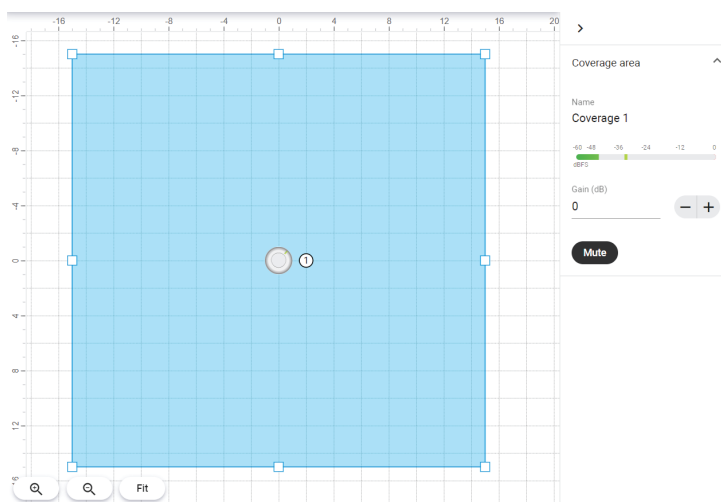 -16 -12 -8 -4 0 4 8 12 16 20
-16
-12
-8
-4
0
4
8
12
16
1
Fit
Coverage area
Name
Coverage 1
-60 -48 -36 -24 -12 0
dBFS
Gain (dB)
0
Mute